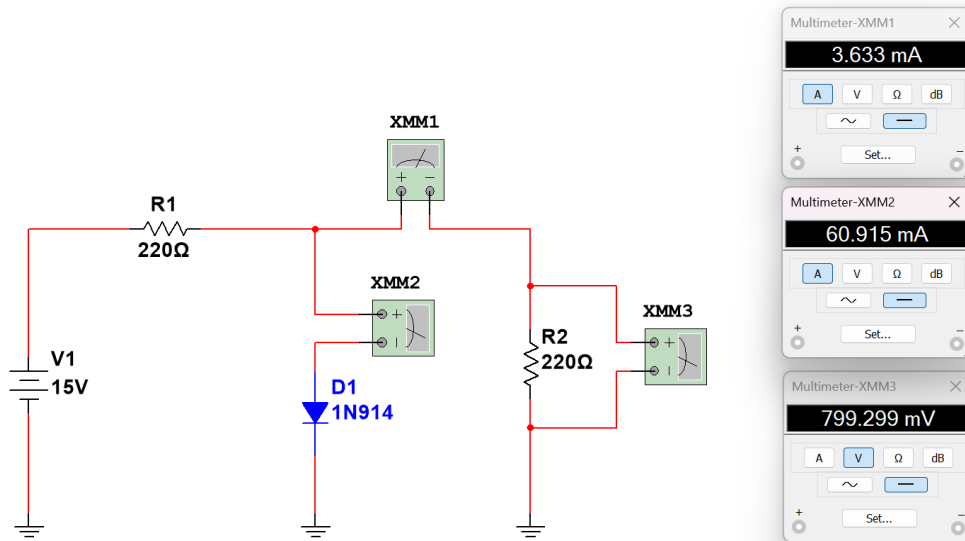 XMM1
R1
220Ω
XMM2
+ −
XMM3
R2
220Ω
V1
15V
D1
1N914
Multimeter-XMM1
3.633 mA
A V Ω dB
+ Set... −
Multimeter-XMM2
60.915 mA
A V Ω dB
+ Set... −
Multimeter-XMM3
799.299 mV
A V Ω dB
+ Set... −